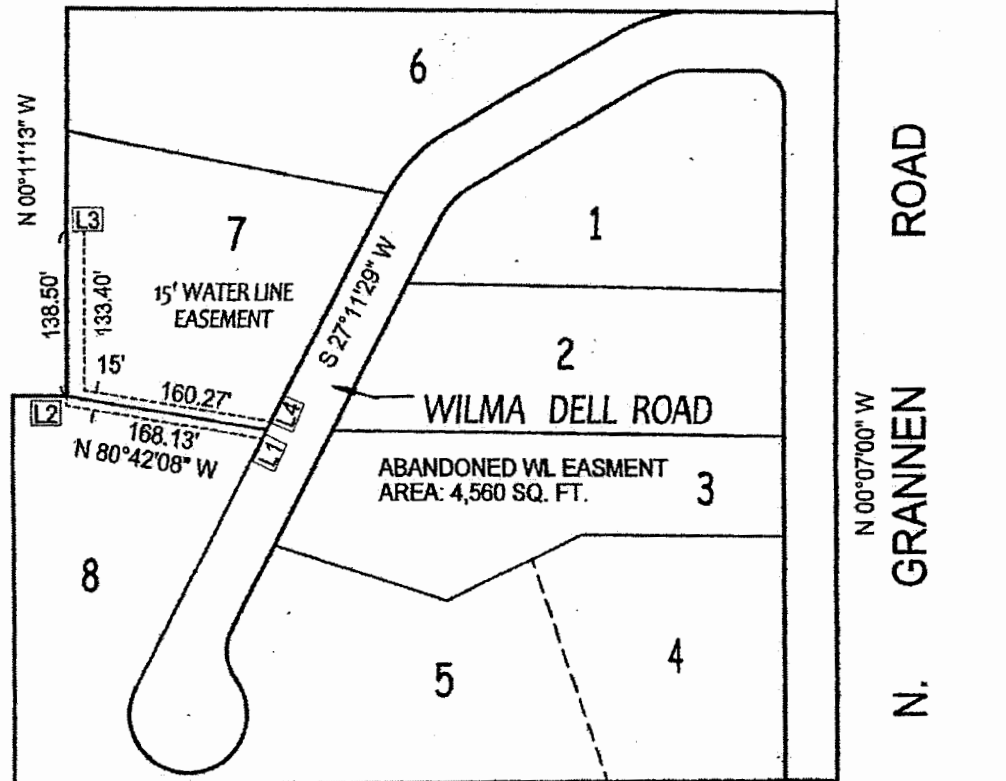 6
N 00°11'13" W
ROAD
L3
7
1
S 27°11'29" W
138.50'
133.40'
15' WATER LINE
EASEMENT
15'
2
160.27'
L4
WILMA DELL ROAD
L2
168.13'
L1
N 80°42'08" W
N 00°07'00" W
GRANNEN
ABANDONED WL EASMENT
AREA: 4,560 SQ. FT.
3
8
5
4
N.